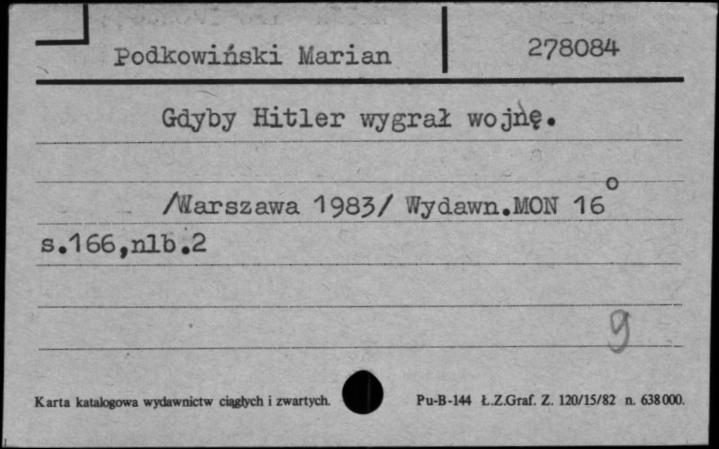 Podkowiński Marian 278084
Gdyby Hitler wygrał wojnę.
/Warszawa 1983/ Wydawn.MON 16°
s.166,nlb.2
9
Karta katalogowa wydawnictw ciągłych i zwartych. Pu-B-144 Ł.Z.Graf. Z. 120/15/82 n. 638000.